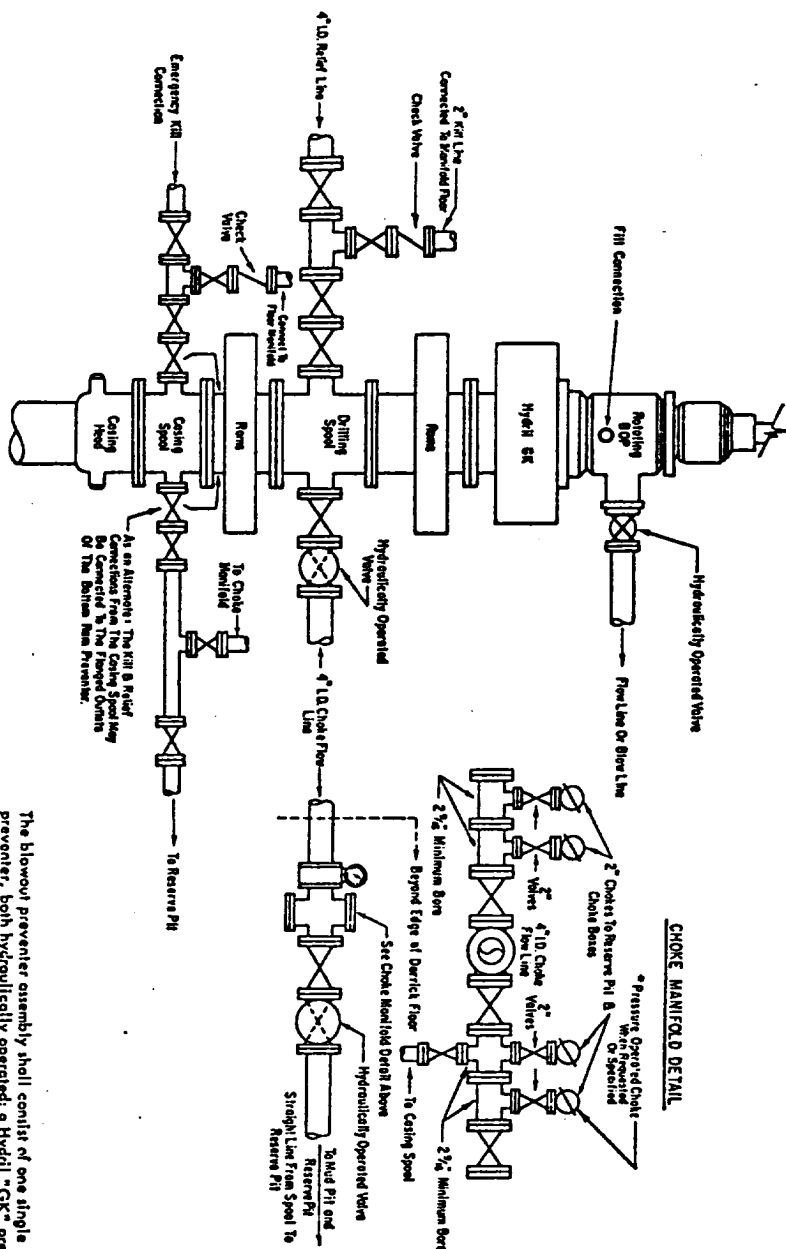 4" I.D. Relief Line
2" Kill Line
Connected To Manifold Floor
Check Valve
Fill Connection
Emergency Kill
Connection
Check
Valve
Connect To
Floor Manifold
Casing
Head
Casing
Spool
Rams
Drilling
Spool
Rams
Hydril GK
Rotating
BOP
Hydraulically Operated Valve
Flow Line Or Blow Line
Hydraulically Operated
Valve
4" I.D. Choke Flow
Line
To Choke
Manifold
As an Alternate: The Kill & Relief
Connections From The Casing Spool May
Be Connected To The Flanged Outlets
Of The Bottom Ram Preventer.
To Reserve Pit
CHOKE MANIFOLD DETAIL
* Pressure Operated Choke
When Requested
Or Specified
2" Chokes To Reserve Pit &
Choke Boxes
2"
Valves
4" I.D. Choke
Flow Line
2"
Valves
2 9/16" Minimum Bore
2 9/16" Minimum Bore
To Casing Spool
Beyond Edge of Derrick Floor
See Choke Manifold Detail Above
Hydraulically Operated Valve
To Mud Pit and
Reserve Pit
Straight Line From Spool To
Reserve Pit
The blowout preventer assembly shall consist of one single
preventer, both hydraulically operated; a Hydril "GK"